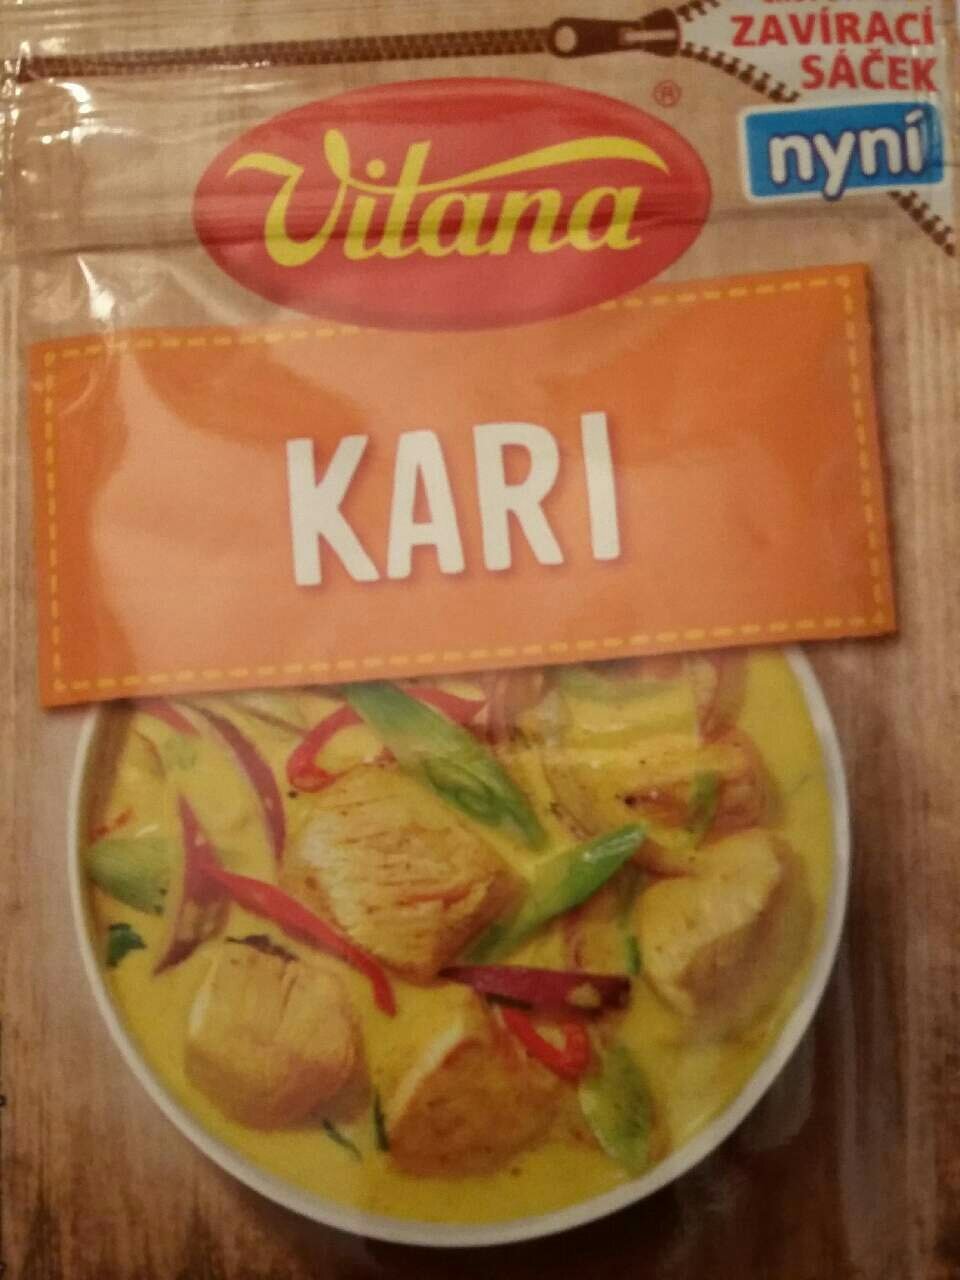 ZAVÍRACÍ
SÁČEK
nyní
Vitana
®
KARI